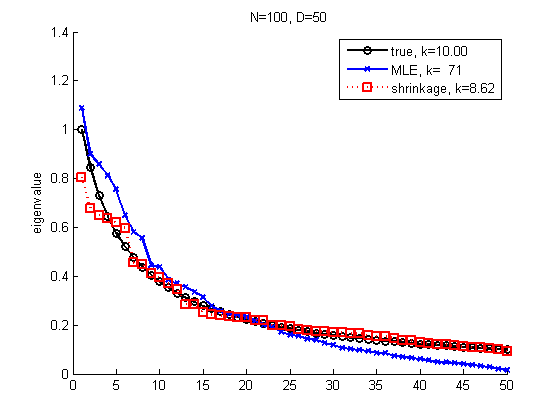 N=100, D=50
true, k=10.00
MLE, k= 71
shrinkage, k=8.62
eigenvalue
1.4
1.2
1
0.8
0.6
0.4
0.2
0
0 5 10 15 20 25 30 35 40 45 50